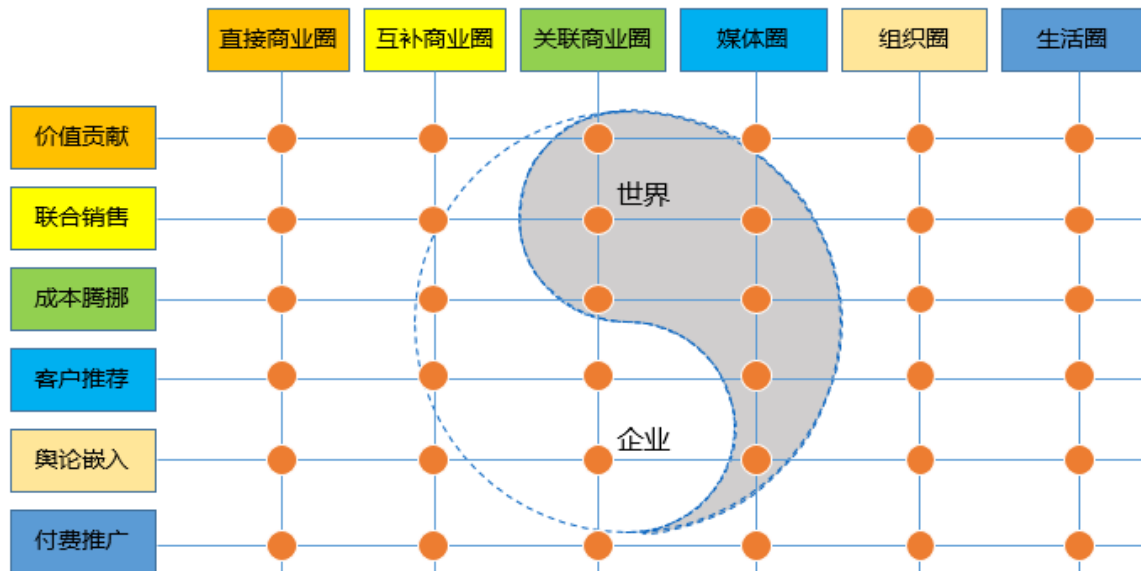 直接商业圈
互补商业圈
关联商业圈
媒体圈
组织圈
生活圈
价值贡献
世界
联合销售
成本腾挪
客户推荐
企业
舆论嵌入
付费推广